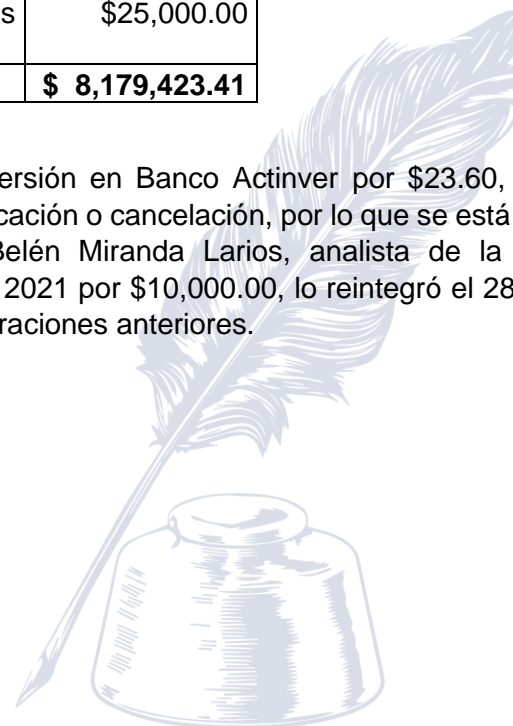 s $25,000.00
$ 8,179,423.41
ersión en Banco Actinver por $23.60,
cación o cancelación, por lo que se está
Belén Miranda Larios, analista de la
2021 por $10,000.00, lo reintegró el 28
raciones anteriores.